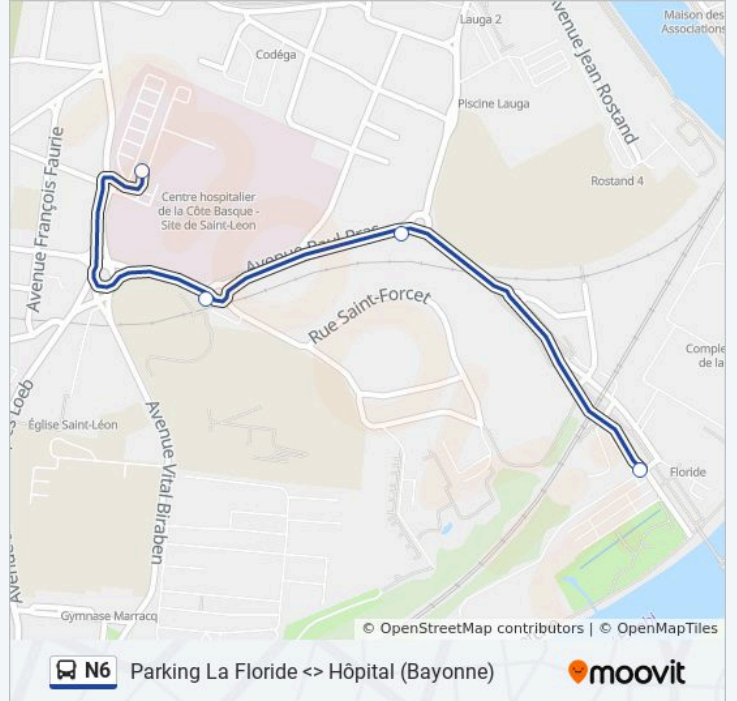 Lauga 2
Maison des
Associations
Codéga
Avenue Jean Rostand
Piscine Lauga
Avenue François Faurie
Rostand 4
Centre hospitalier
de la Côte Basque -
Site de Saint-Leon
Avenue Paul Pras
Rue Saint-Forcet
Comple
de la
Loeb
Église Saint-Léon
Avenue Vital Biraben
Floride
Gymnase Marracq
© OpenStreetMap contributors | © OpenMapTiles
N6 Parking La Floride <> Hôpital (Bayonne) moovit